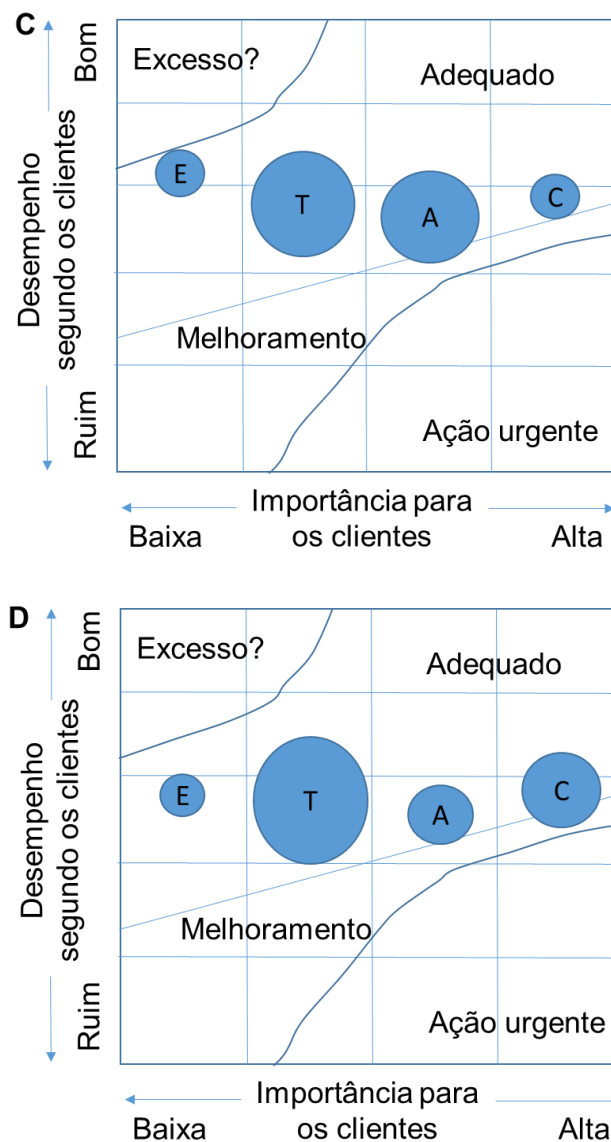 C
Bom
Excesso?
Adequado
Desempenho
segundo os clientes
E
T
A
C
Melhoramento
Ruim
Ação urgente
Importância para
os clientes
Baixa
Alta
D
Bom
Excesso?
Adequado
Desempenho
segundo os clientes
E
T
A
C
Melhoramento
Ruim
Ação urgente
Importância para
os clientes
Baixa
Alta